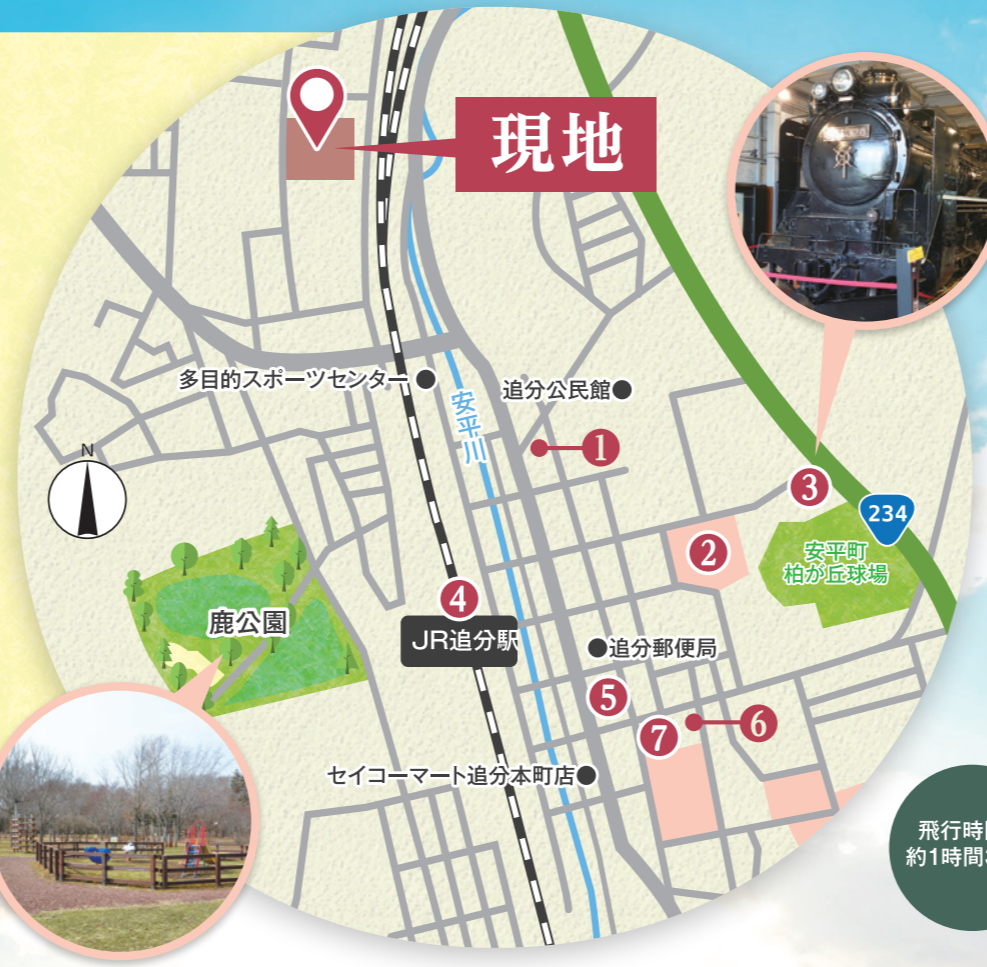 現地
多目的スポーツセンター
追分公民館
安平川
1
N
3
234
2
安平町
柏が丘球場
4
JR追分駅
鹿公園
追分郵便局
5
7
6
セイコーマート追分本町店
飛行時
約1時間